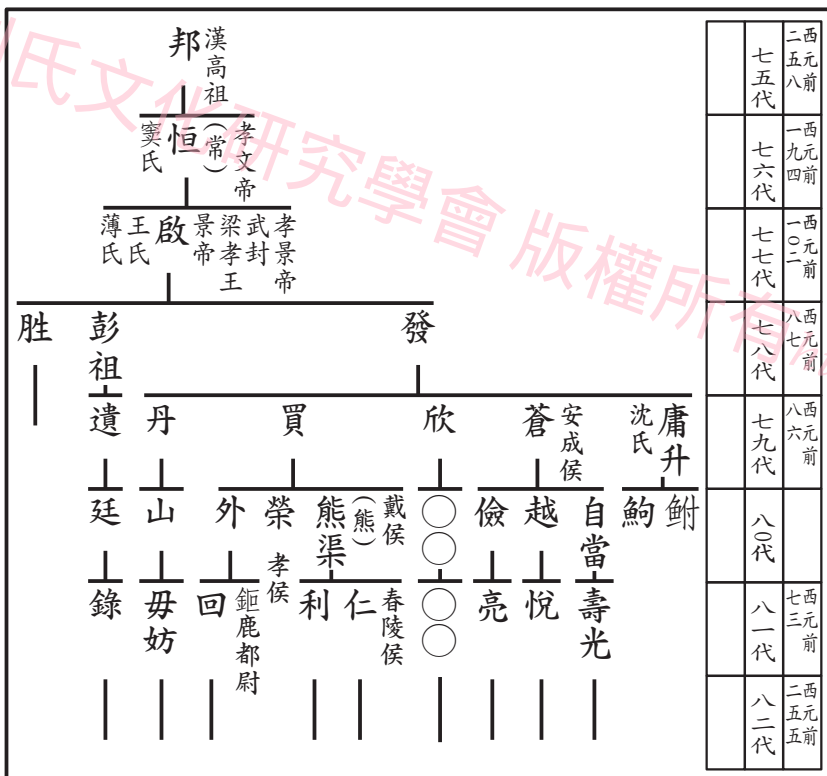 西元前二五八
七五代
西元前一九四
七六代
西元前一〇二
七七代
西元前八七
七八代
西元前八六
七九代
八〇代
西元前七三
八一代
西元前二五五
八二代
漢高祖
邦
孝文帝
(常)
恒
竇氏
孝景帝
武封
梁孝王
景帝
啟
王氏
薄氏
發
彭祖
胜
庸升
沈氏
安成侯
蒼
欣
買
丹
遺
鮒
鮈
自當
越
儉
〇〇
戴侯
(熊)
熊渠
榮
孝侯
外
山
廷
壽光
悅
亮
〇〇
春陵侯
仁
利
鉅鹿都尉
回
毋妨
錄
氏文化研究學會 版權所有